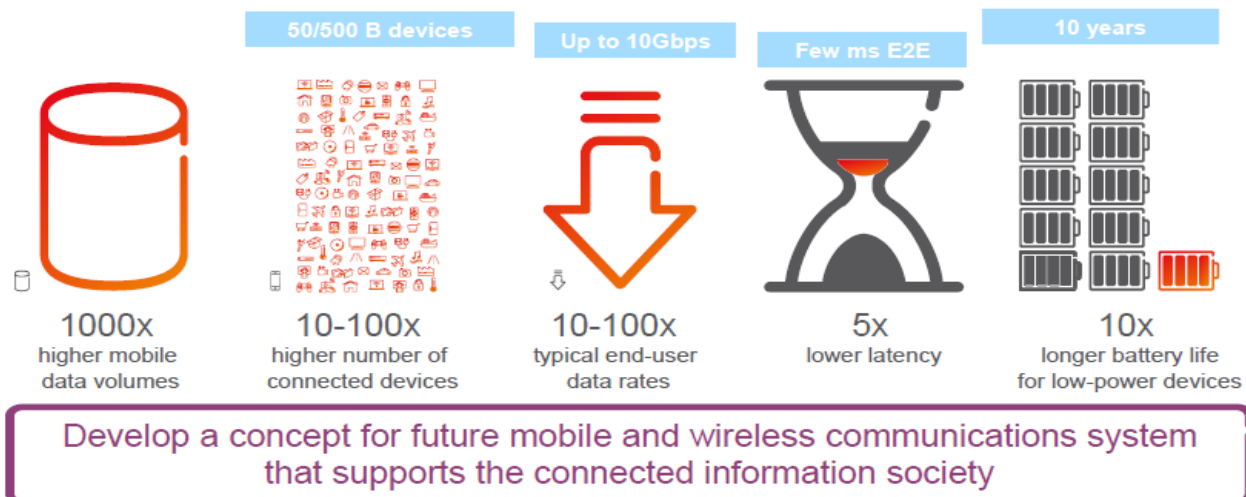 50/500 B devices
Up to 10Gbps
Few ms E2E
10 years
1000x
higher mobile
data volumes
10-100x
higher number of
connected devices
10-100x
typical end-user
data rates
5x
lower latency
10x
longer battery life
for low-power devices
Develop a concept for future mobile and wireless communications system
that supports the connected information society